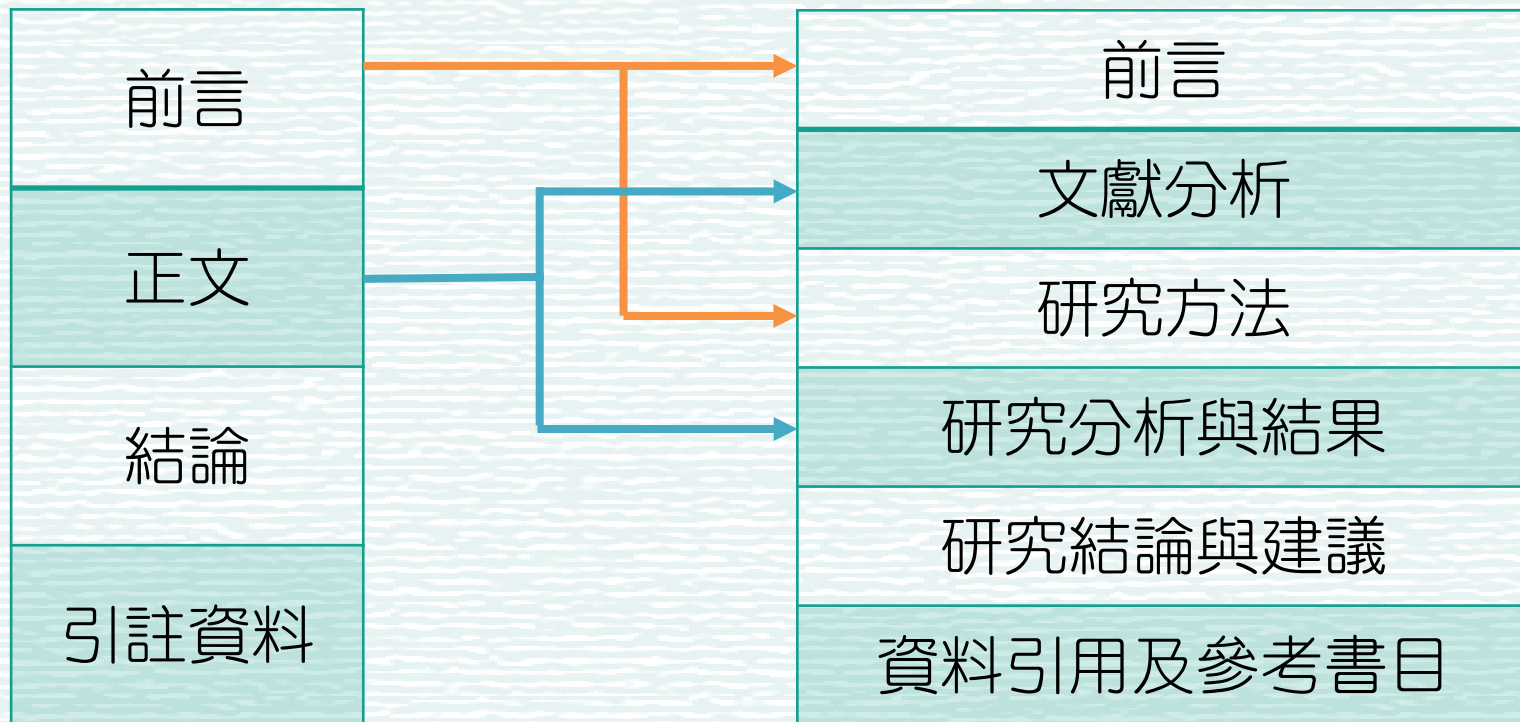 前言
正文
結論
引註資料
前言
文獻分析
研究方法
研究分析與結果
研究結論與建議
資料引用及參考書目